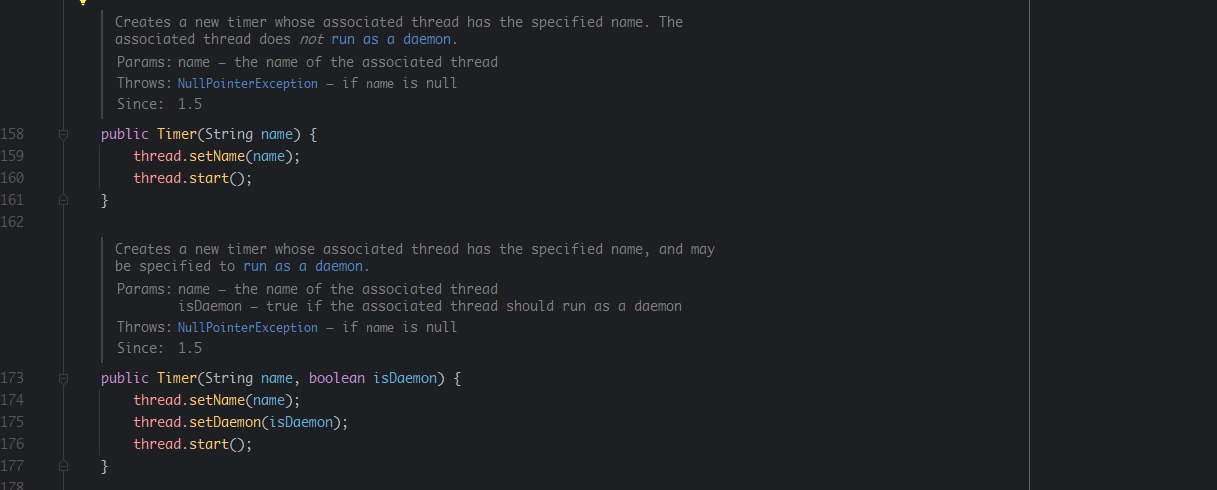 Creates a new timer whose associated thread has the specified name. The
associated thread does not run as a daemon.
Params: name – the name of the associated thread
Throws: NullPointerException – if name is null
Since: 1.5
158 public Timer(String name) {
159 thread.setName(name);
160 thread.start();
161 }
162
Creates a new timer whose associated thread has the specified name, and may
be specified to run as a daemon.
Params: name – the name of the associated thread
isDaemon – true if the associated thread should run as a daemon
Throws: NullPointerException – if name is null
Since: 1.5
173 public Timer(String name, boolean isDaemon) {
174 thread.setName(name);
175 thread.setDaemon(isDaemon);
176 thread.start();
177 }
178